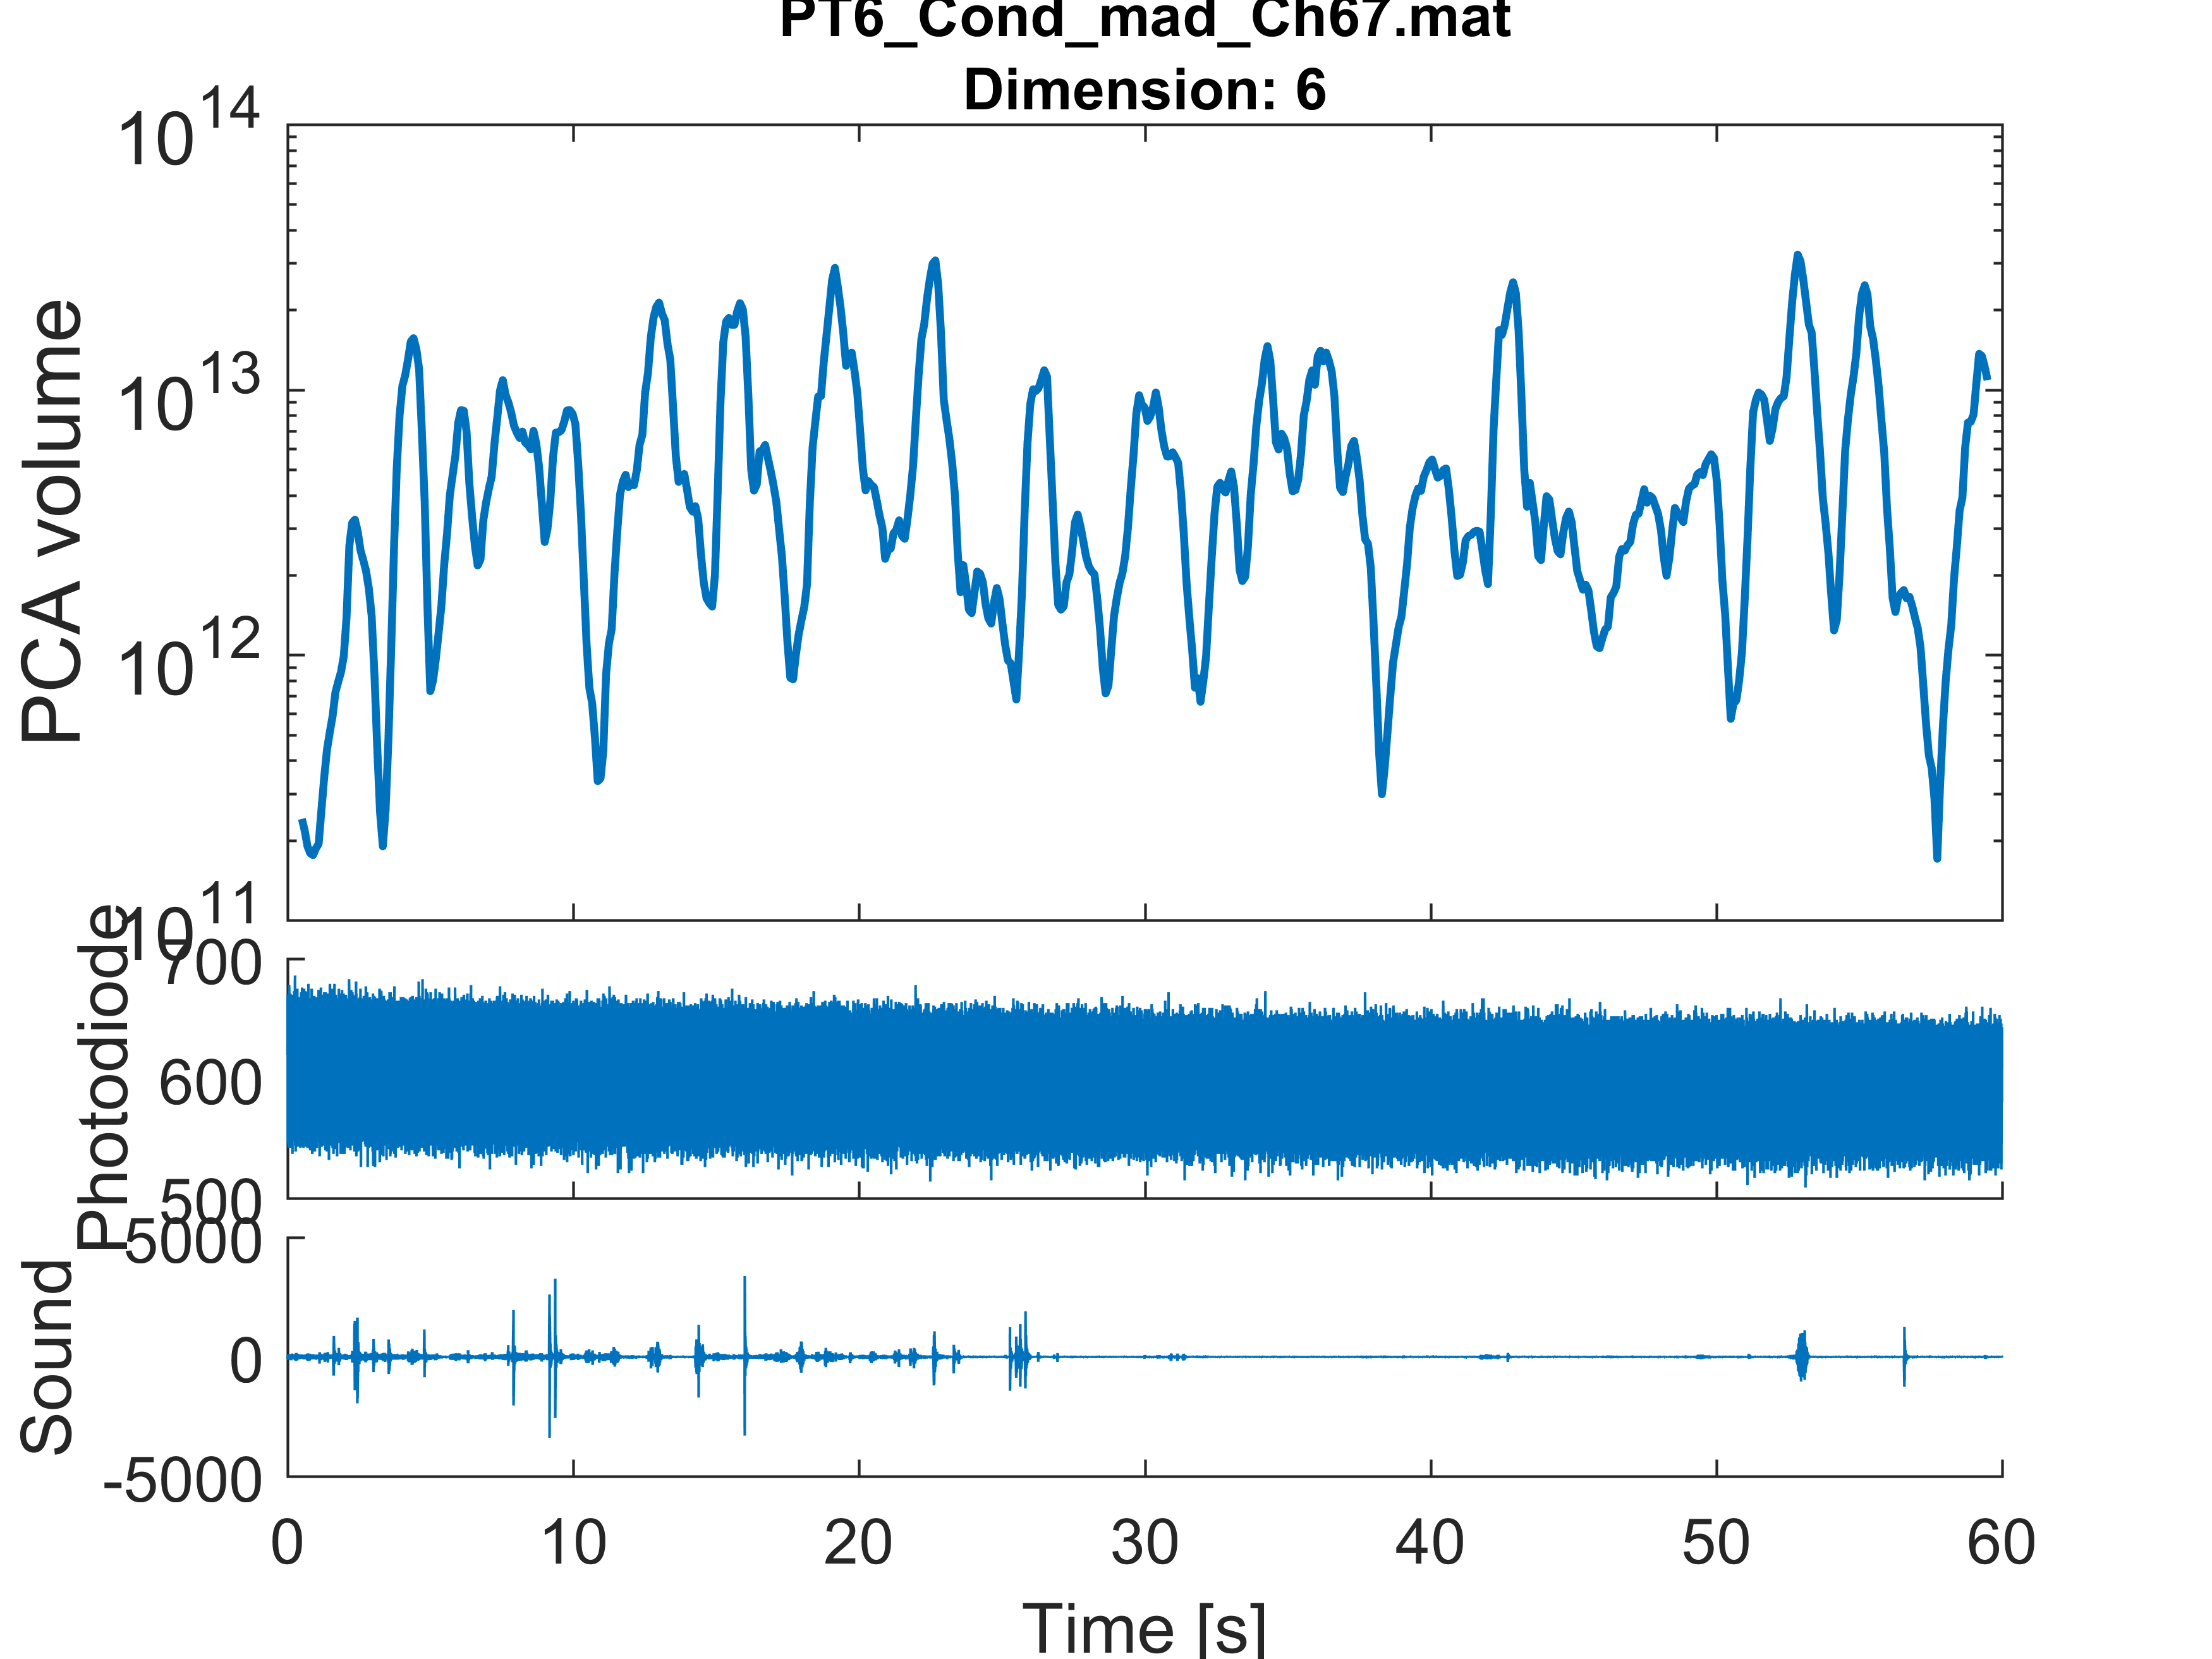 PT6_Cond_mad_Ch67.mat
Dimension: 6
10^14
10^13
10^12
10^11
PCA volume
700
600
500
Photodiode
5000
0
-5000
Sound
0 10 20 30 40 50 60
Time [s]